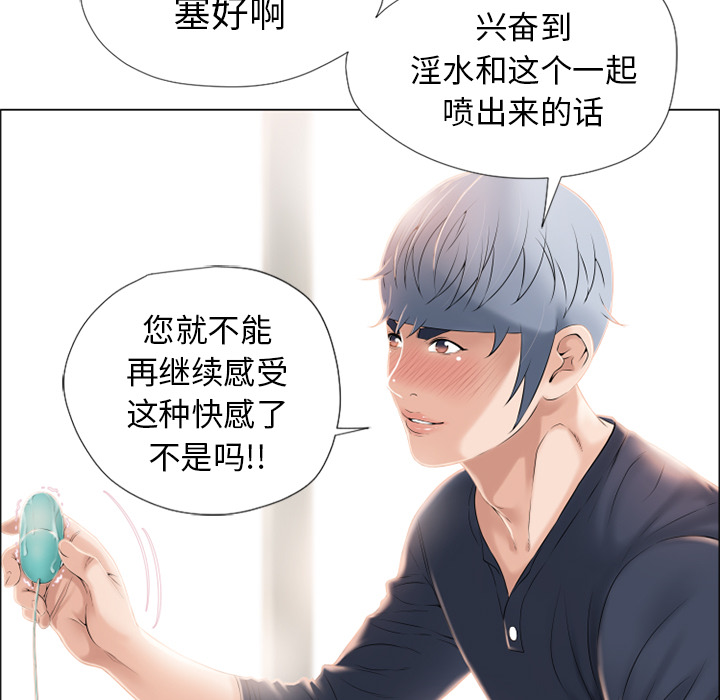 塞好啊
兴奋到
淫水和这个一起
喷出来的话
您就不能
再继续感受
这种快感了
不是吗!!